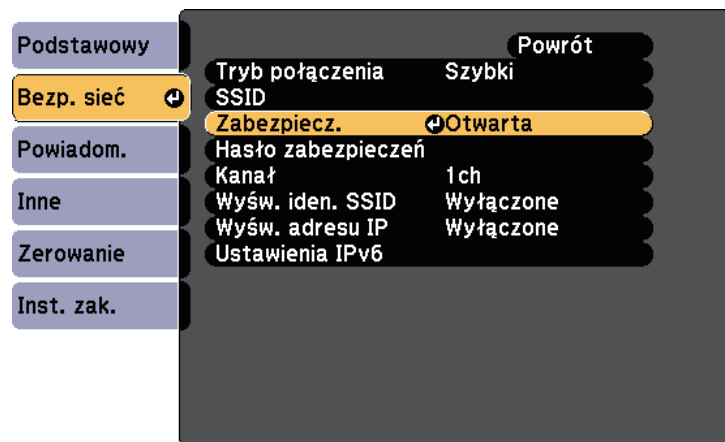 Podstawowy
Bezp. sieć
Powiadom.
Inne
Zerowanie
Inst. zak.
Powrót
Tryb połączenia Szybki
SSID
Zabezpiecz. Otwarta
Hasło zabezpieczeń
Kanał 1ch
Wyśw. iden. SSID Wyłączone
Wyśw. adresu IP Wyłączone
Ustawienia IPv6